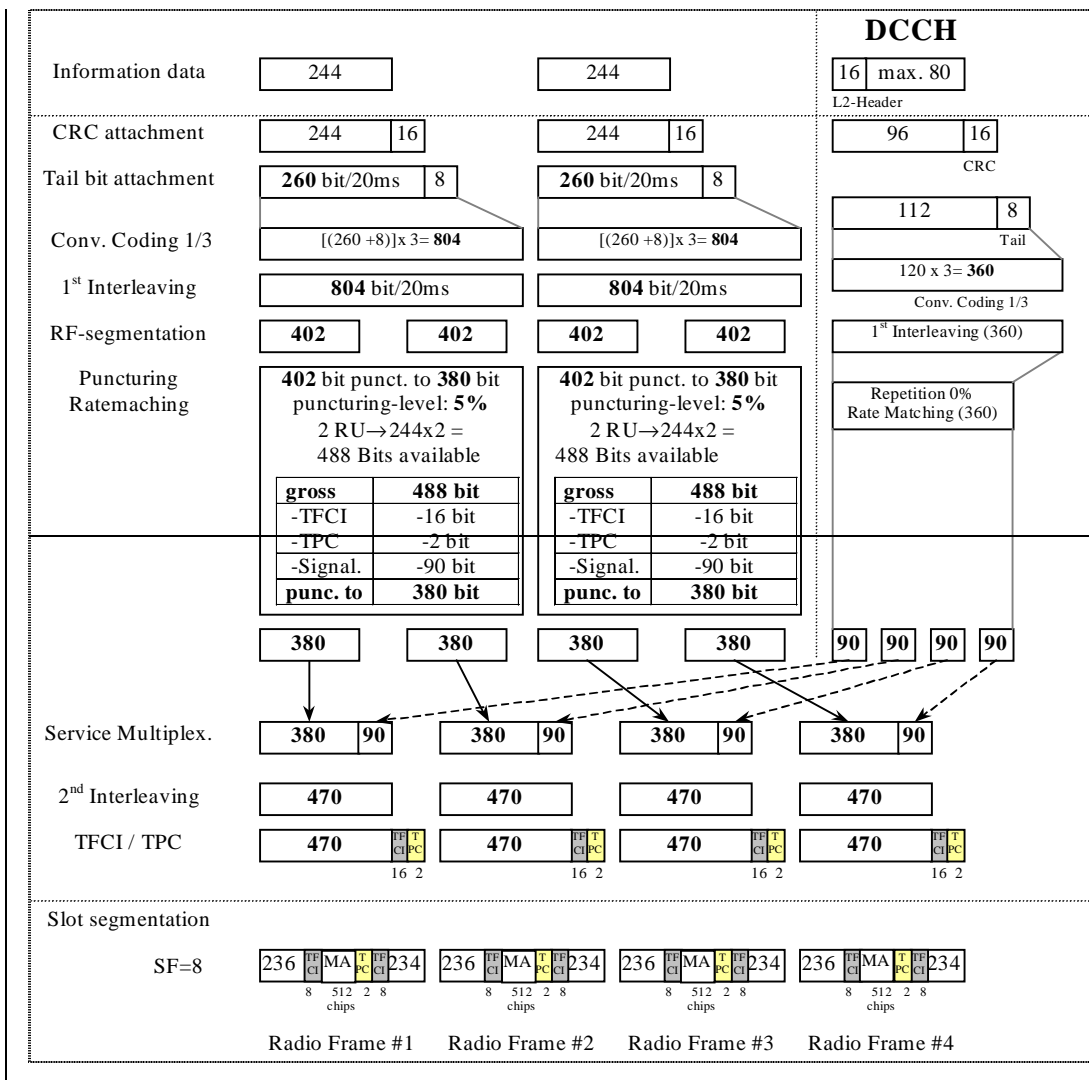 DCCH
Information data 244 244 16 max. 80
L2-Header
CRC attachment 244 16 244 16 96 16
CRC
Tail bit attachment 260 bit/20ms 8 260 bit/20ms 8
112 8
Tail
Conv. Coding 1/3 [(260 +8)]x 3= 804 [(260 +8)]x 3= 804
120 x 3= 360
Conv. Coding 1/3
1st Interleaving 804 bit/20ms 804 bit/20ms
RF-segmentation 402 402 402 402 1st Interleaving (360)
Puncturing
Ratemaching
402 bit punct. to 380 bit
puncturing-level: 5%
2 RU→244x2 =
488 Bits available
gross 488 bit
-TFCI -16 bit
-TPC -2 bit
-Signal. -90 bit
punc. to 380 bit
402 bit punct. to 380 bit
puncturing-level: 5%
2 RU→244x2 =
488 Bits available
gross 488 bit
-TFCI -16 bit
-TPC -2 bit
-Signal. -90 bit
punc. to 380 bit
Repetition 0%
Rate Matching (360)
380 380 380 380 90 90 90 90
Service Multiplex. 380 90 380 90 380 90 380 90
2nd Interleaving 470 470 470 470
TFCI / TPC 470 TF CI T PC 470 TF CI T PC 470 TF CI T PC 470 TF CI T PC
16 2 16 2 16 2 16 2
Slot segmentation
SF=8 236 TF CI MA T PC TF CI 234 236 TF CI MA T PC TF CI 234 236 TF CI MA T PC TF CI 234 236 TF CI MA T PC TF CI 234
8 512 2 8 8 512 2 8 8 512 2 8 8 512 2 8
chips chips chips chips
Radio Frame #1 Radio Frame #2 Radio Frame #3 Radio Frame #4